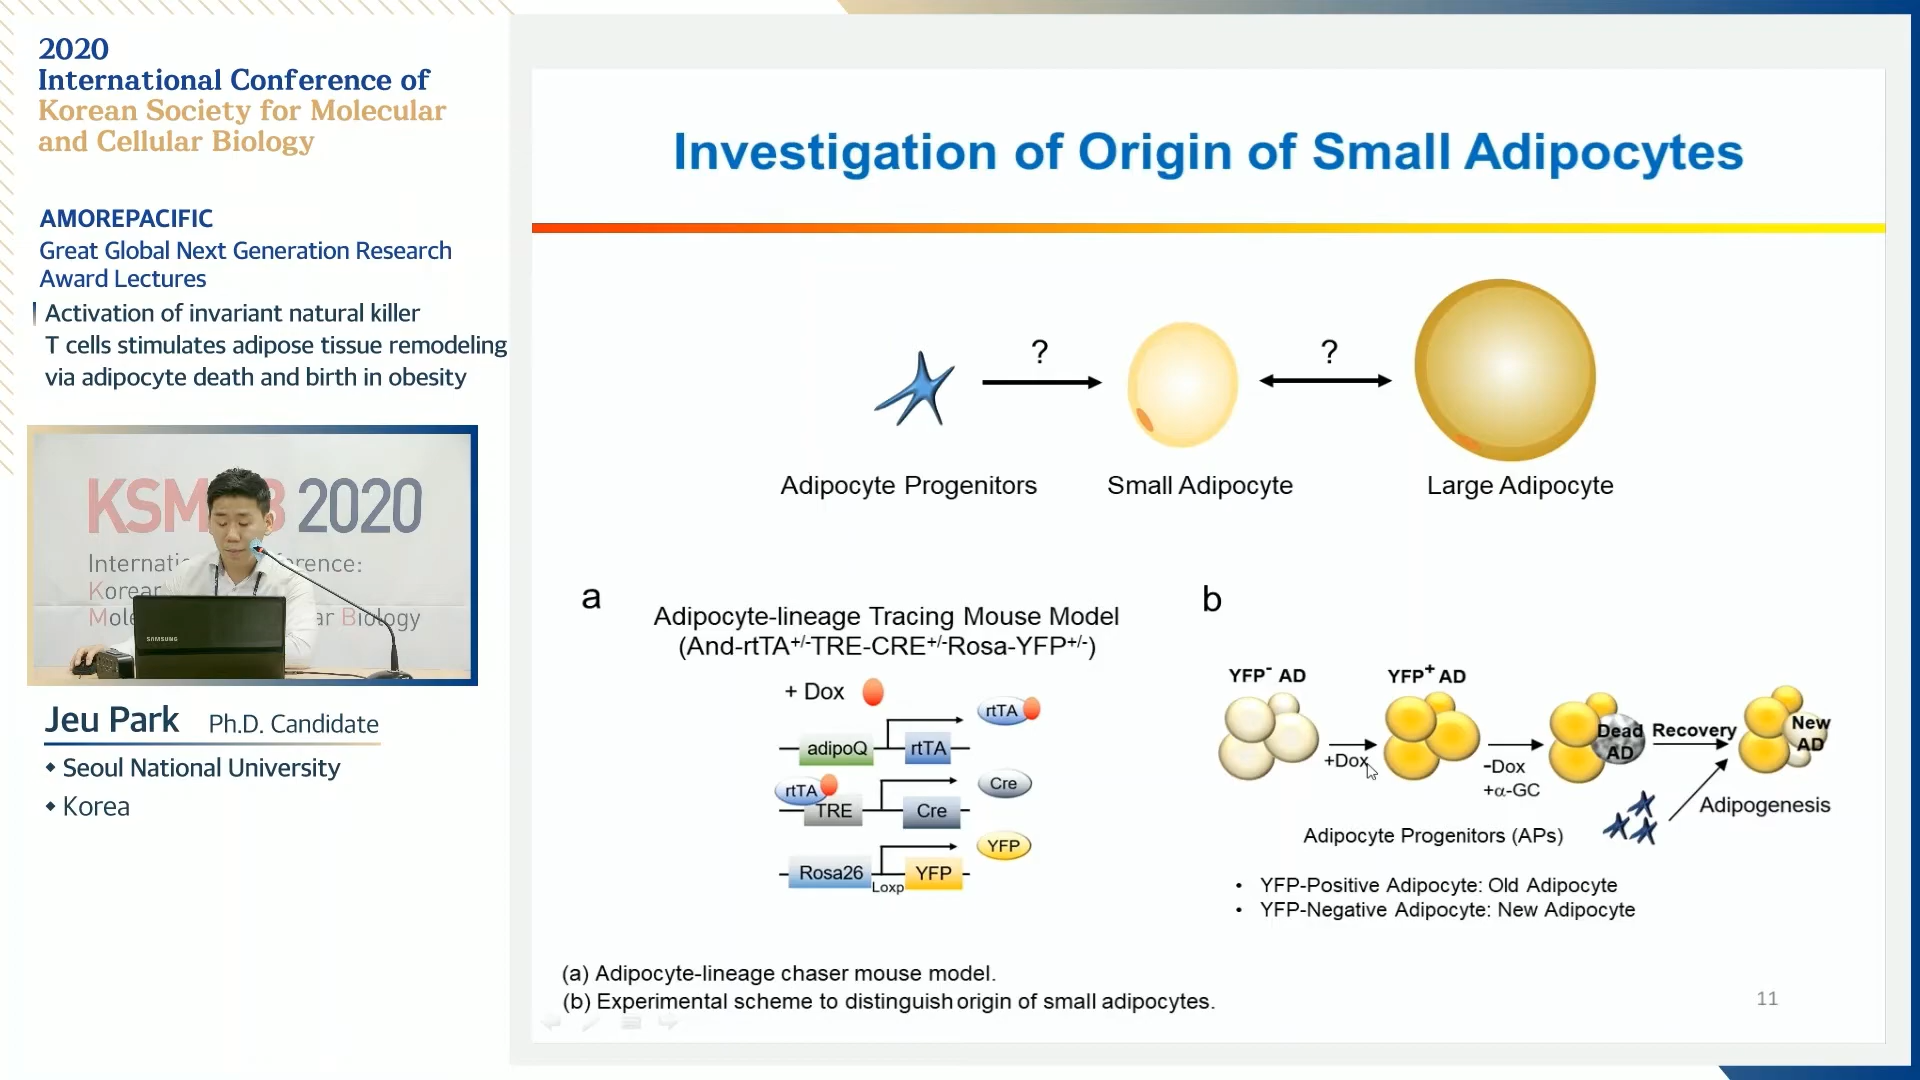 2020
International Conference of
Korean Society for Molecular
and Cellular Biology
AMOREPACIFIC
Great Global Next Generation Research
Award Lectures
Activation of invariant natural killer
T cells stimulates adipose tissue remodeling
via adipocyte death and birth in obesity
KSM B 2020
Internati rence:
Korear
Mole ar Biology
SAMSUNG
Jeu Park Ph.D. Candidate
• Seoul National University
• Korea
Investigation of Origin of Small Adipocytes
? ?
Adipocyte Progenitors Small Adipocyte Large Adipocyte
a
Adipocyte-lineage Tracing Mouse Model
(And-rtTA+/-TRE-CRE+/-Rosa-YFP+/-)
+ Dox
rtTA
adipoQ rtTA
rtTA
Cre
TRE Cre
YFP
Rosa26 Loxp YFP
b
YFP- AD YFP+ AD
+Dox
-Dox
+α-GC
Dead
AD
Recovery
New
AD
Adipogenesis
Adipocyte Progenitors (APs)
• YFP-Positive Adipocyte: Old Adipocyte
• YFP-Negative Adipocyte: New Adipocyte
(a) Adipocyte-lineage chaser mouse model.
(b) Experimental scheme to distinguish origin of small adipocytes.
11